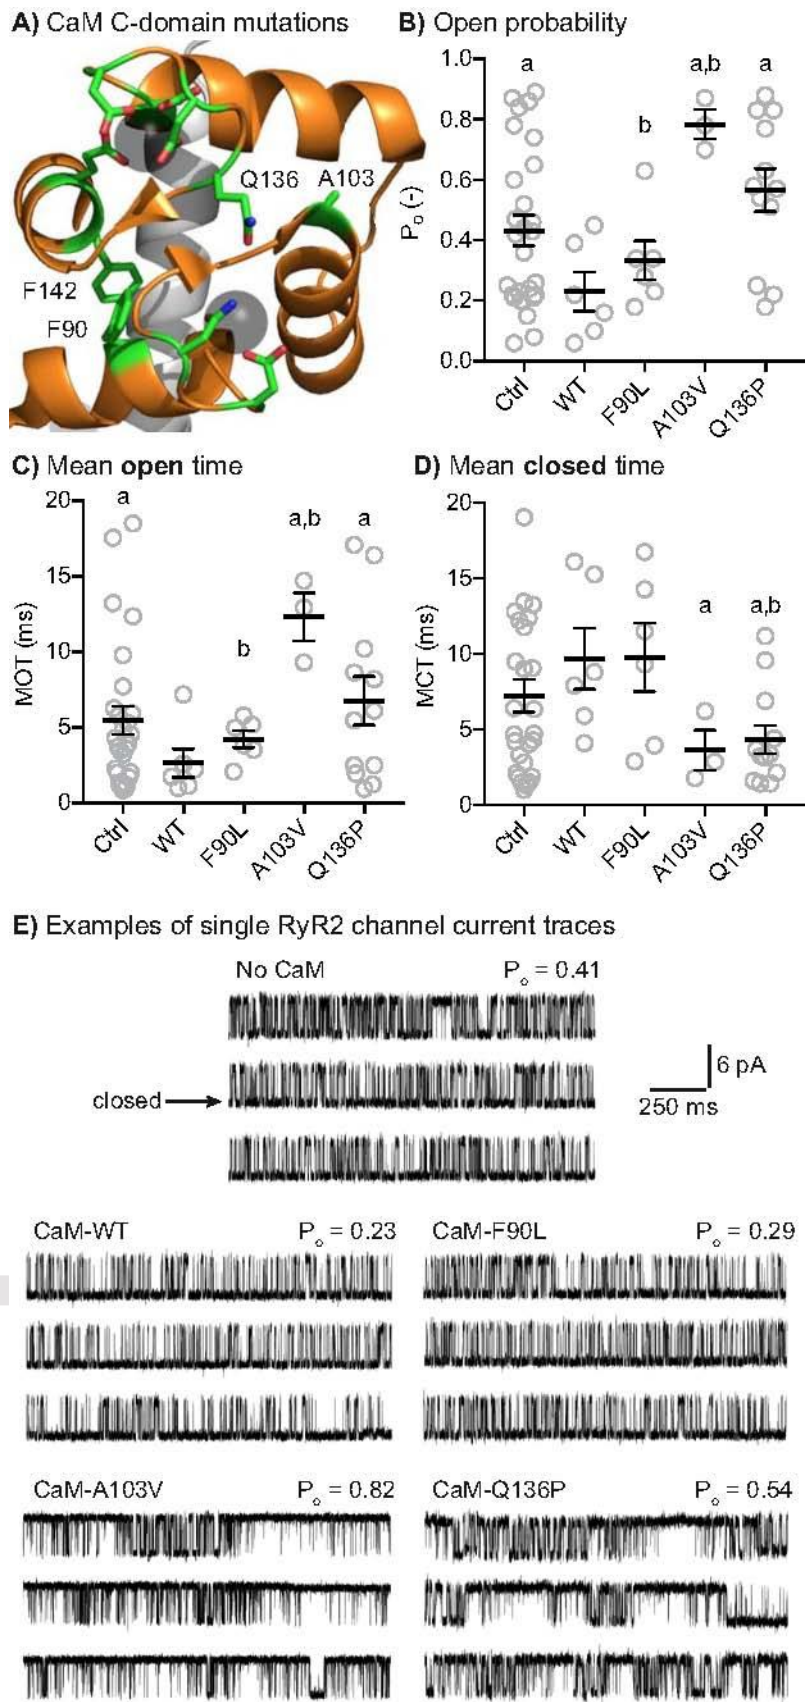 A) CaM C-domain mutations
Q136 A103
F142
F90
B) Open probability
a a,b a
b
1.0
0.8
0.6
0.4
0.2
0.0
Po (-)
Ctrl WT F90L A103V Q136P
C) Mean open time
a a,b a
b
20
15
10
5
0
MOT (ms)
Ctrl WT F90L A103V Q136P
D) Mean closed time
a a,b
20
15
10
5
0
MCT (ms)
Ctrl WT F90L A103V Q136P
E) Examples of single RyR2 channel current traces
No CaM Po = 0.41
closed
6 pA
250 ms
CaM-WT Po = 0.23
CaM-F90L Po = 0.29
CaM-A103V Po = 0.82
CaM-Q136P Po = 0.54